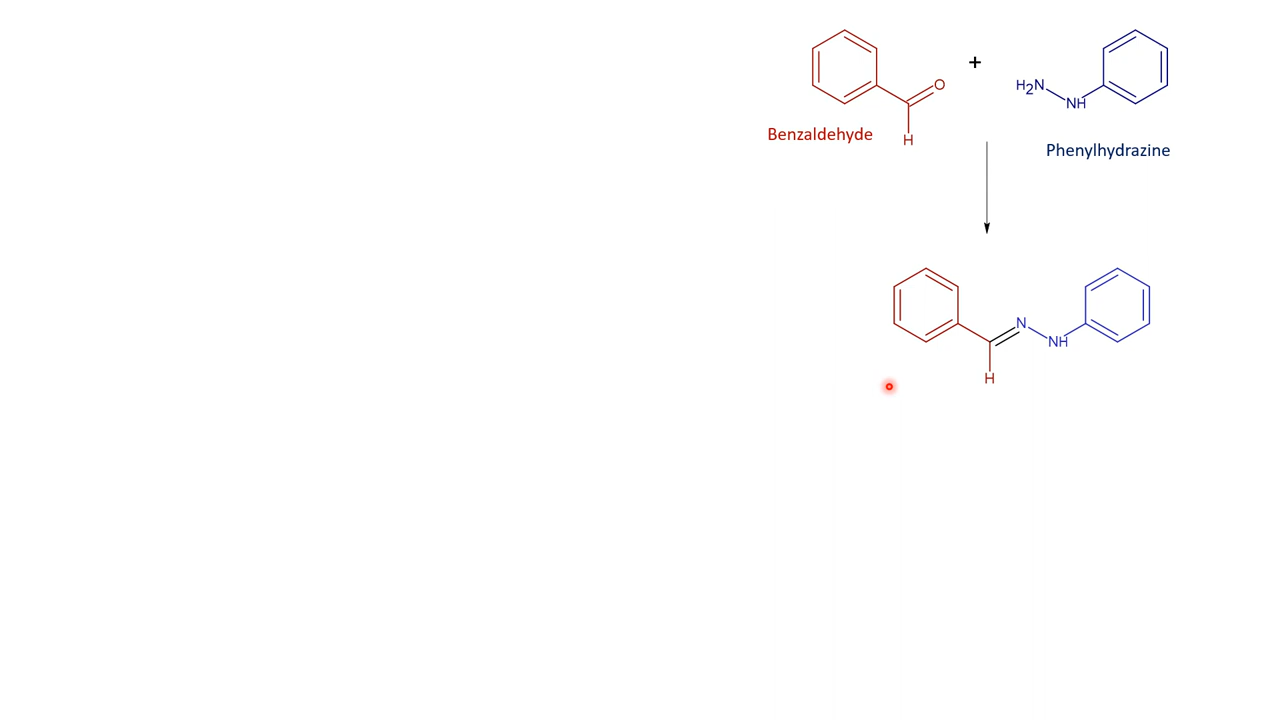 +
H₂N
NH
O
H
Benzaldehyde
Phenylhydrazine
N
NH
H